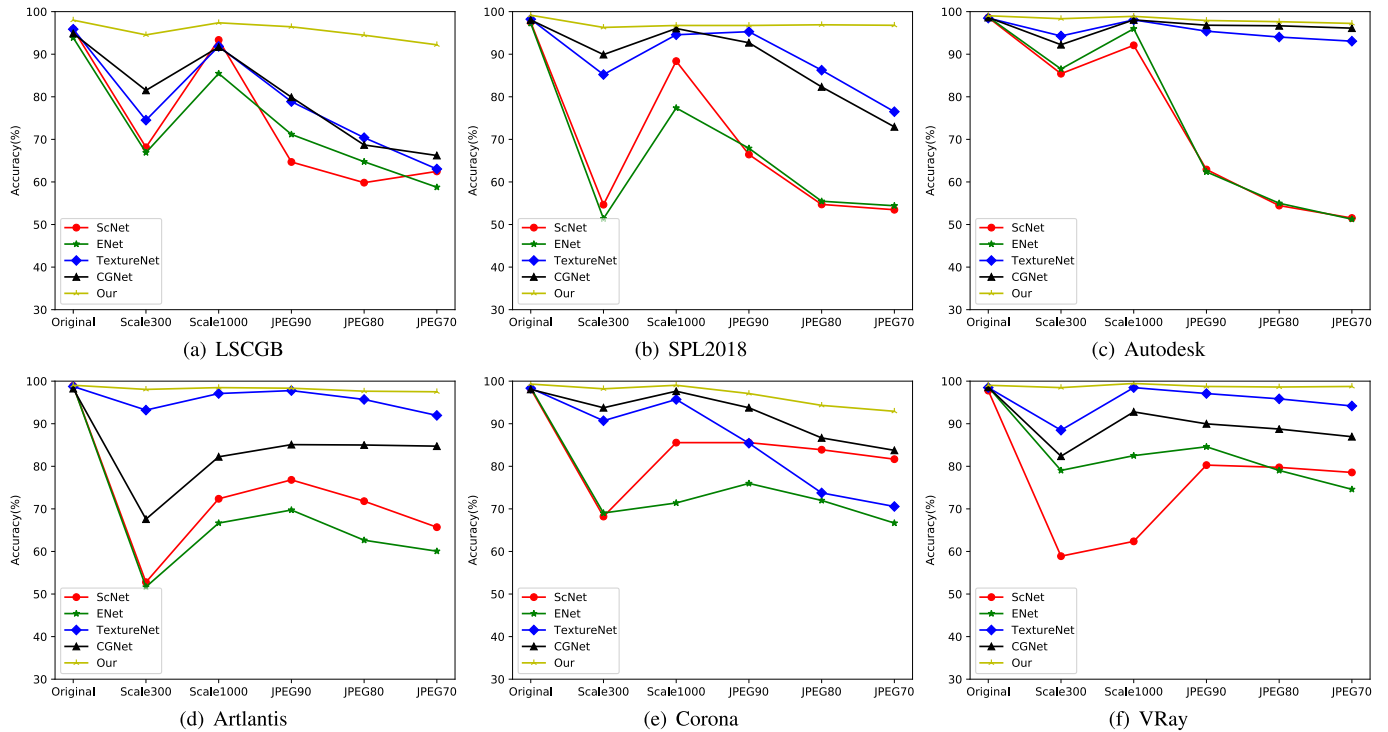 Accuracy(%)
100
90
80
70
60
50
40
30
ScNet
ENet
TextureNet
CGNet
Our
Original Scale300 Scale1000 JPEG90 JPEG80 JPEG70
(a) LSCGB
Accuracy(%)
100
90
80
70
60
50
40
30
ScNet
ENet
TextureNet
CGNet
Our
Original Scale300 Scale1000 JPEG90 JPEG80 JPEG70
(b) SPL2018
Accuracy(%)
100
90
80
70
60
50
40
30
ScNet
ENet
TextureNet
CGNet
Our
Original Scale300 Scale1000 JPEG90 JPEG80 JPEG70
(c) Autodesk
Accuracy(%)
100
90
80
70
60
50
40
30
ScNet
ENet
TextureNet
CGNet
Our
Original Scale300 Scale1000 JPEG90 JPEG80 JPEG70
(d) Artlantis
Accuracy(%)
100
90
80
70
60
50
40
30
ScNet
ENet
TextureNet
CGNet
Our
Original Scale300 Scale1000 JPEG90 JPEG80 JPEG70
(e) Corona
Accuracy(%)
100
90
80
70
60
50
40
30
ScNet
ENet
TextureNet
CGNet
Our
Original Scale300 Scale1000 JPEG90 JPEG80 JPEG70
(f) VRay